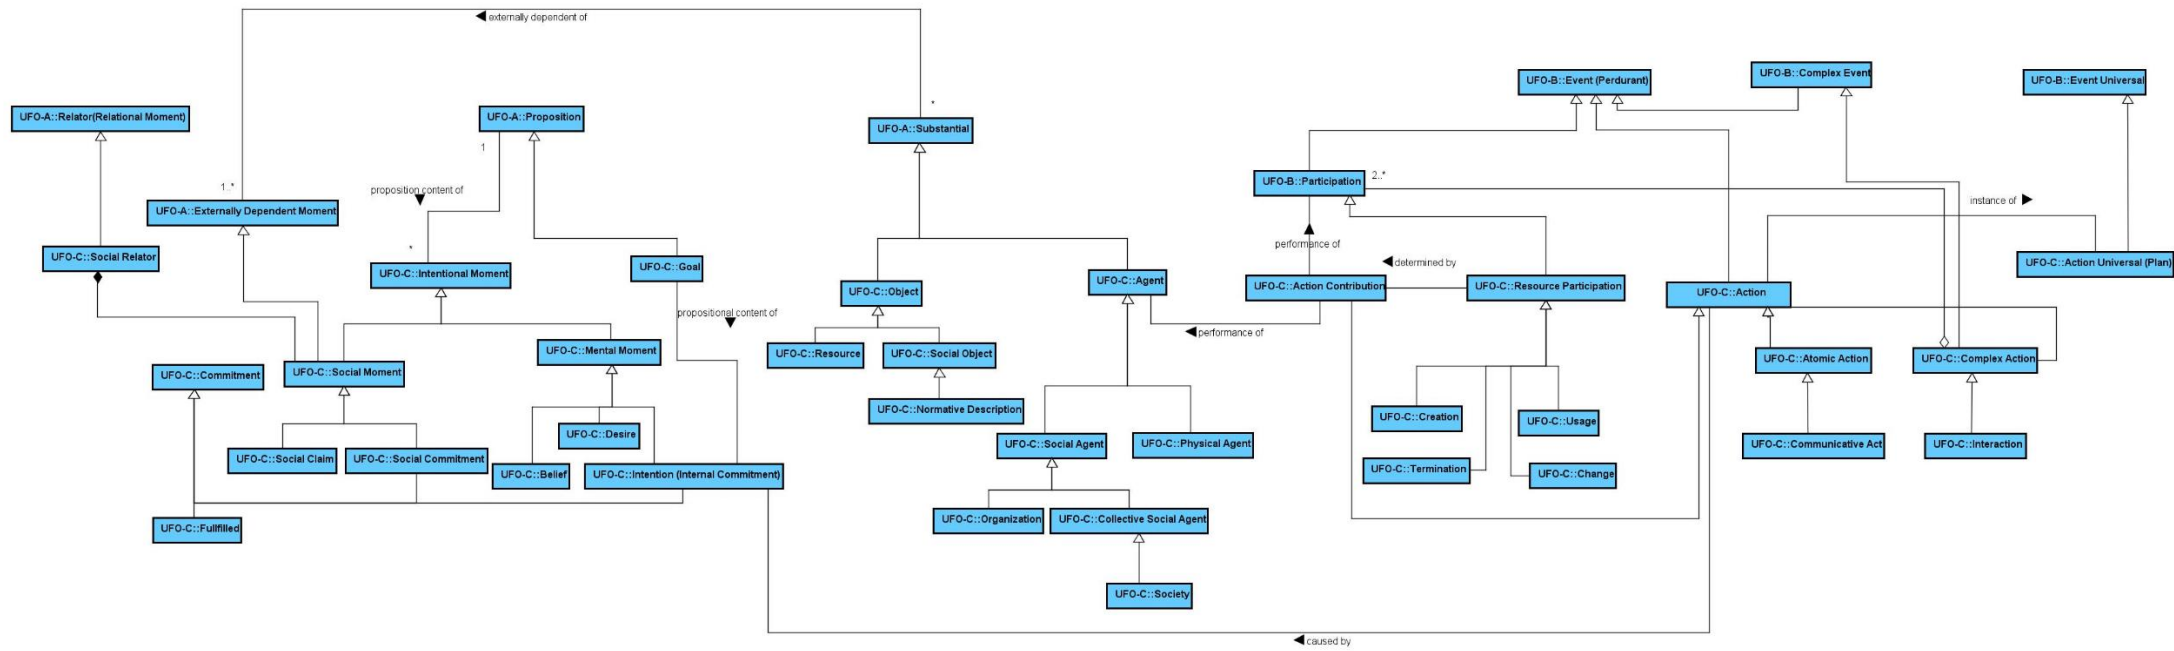 externally dependent of
UFO-B::Event (Perdurant)
UFO-B::Complex Event
UFO-B::Event Universal
UFO-A::Relator(Relational Moment)
UFO-A::Proposition
*
UFO-A::Substantial
1
1..*
proposition content of
UFO-B::Participation
2..*
UFO-A::Externally Dependent Moment
instance of
UFO-C::Social Relator
*
UFO-C::Intentional Moment
UFO-C::Goal
performance of
determined by
UFO-C::Action Universal (Plan)
UFO-C::Object
UFO-C::Agent
UFO-C::Action Contribution
UFO-C::Resource Participation
UFO-C::Action
propositional content of
performance of
UFO-C::Mental Moment
UFO-C::Resource
UFO-C::Social Object
UFO-C::Atomic Action
UFO-C::Complex Action
UFO-C::Commitment
UFO-C::Social Moment
UFO-C::Normative Description
UFO-C::Creation
UFO-C::Usage
UFO-C::Desire
UFO-C::Social Agent
UFO-C::Physical Agent
UFO-C::Communicative Act
UFO-C::Interaction
UFO-C::Social Claim
UFO-C::Social Commitment
UFO-C::Belief
UFO-C::Intention (Internal Commitment)
UFO-C::Termination
UFO-C::Change
UFO-C::Fullfilled
UFO-C::Organization
UFO-C::Collective Social Agent
UFO-C::Society
caused by